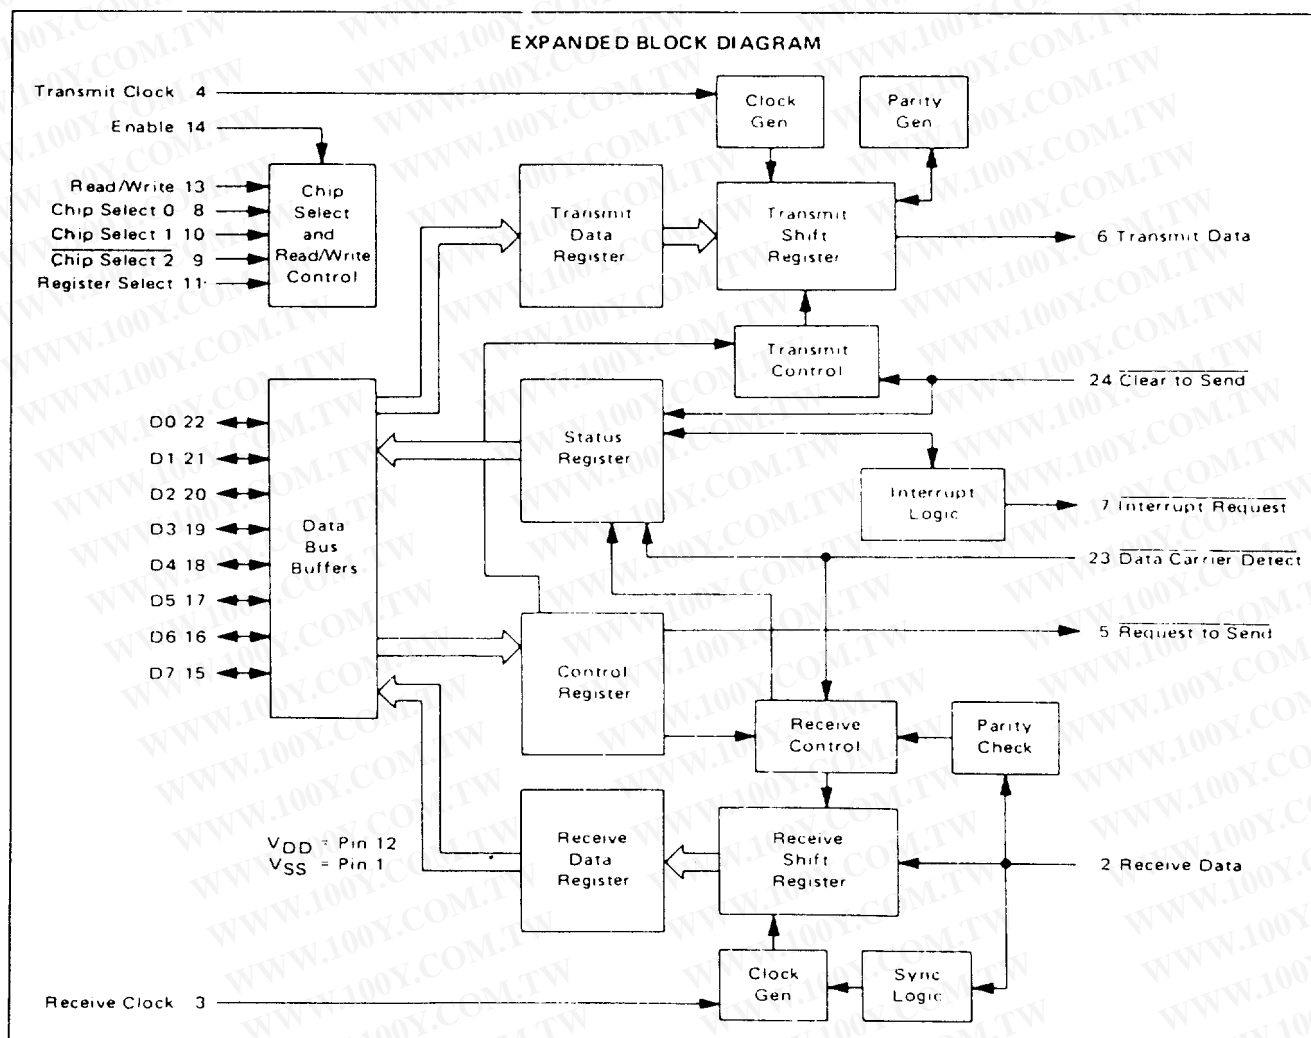 EXPANDED BLOCK DIAGRAM
Transmit Clock 4
Enable 14
Read/Write 13
Chip Select 0 8
Chip Select 1 10
Chip Select 2 9
Register Select 11
Chip
Select
and
Read/Write
Control
Clock
Gen
Parity
Gen
Transmit
Data
Register
Transmit
Shift
Register
6 Transmit Data
Transmit
Control
24 Clear to Send
D0 22
D1 21
D2 20
D3 19
D4 18
D5 17
D6 16
D7 15
Data
Bus
Buffers
Status
Register
Interrupt
Logic
7 Interrupt Request
23 Data Carrier Detect
5 Request to Send
Control
Register
Receive
Control
Parity
Check
VDD = Pin 12
VSS = Pin 1
Receive
Data
Register
Receive
Shift
Register
2 Receive Data
Receive Clock 3
Clock
Gen
Sync
Logic
WWW.100Y.COM.TW